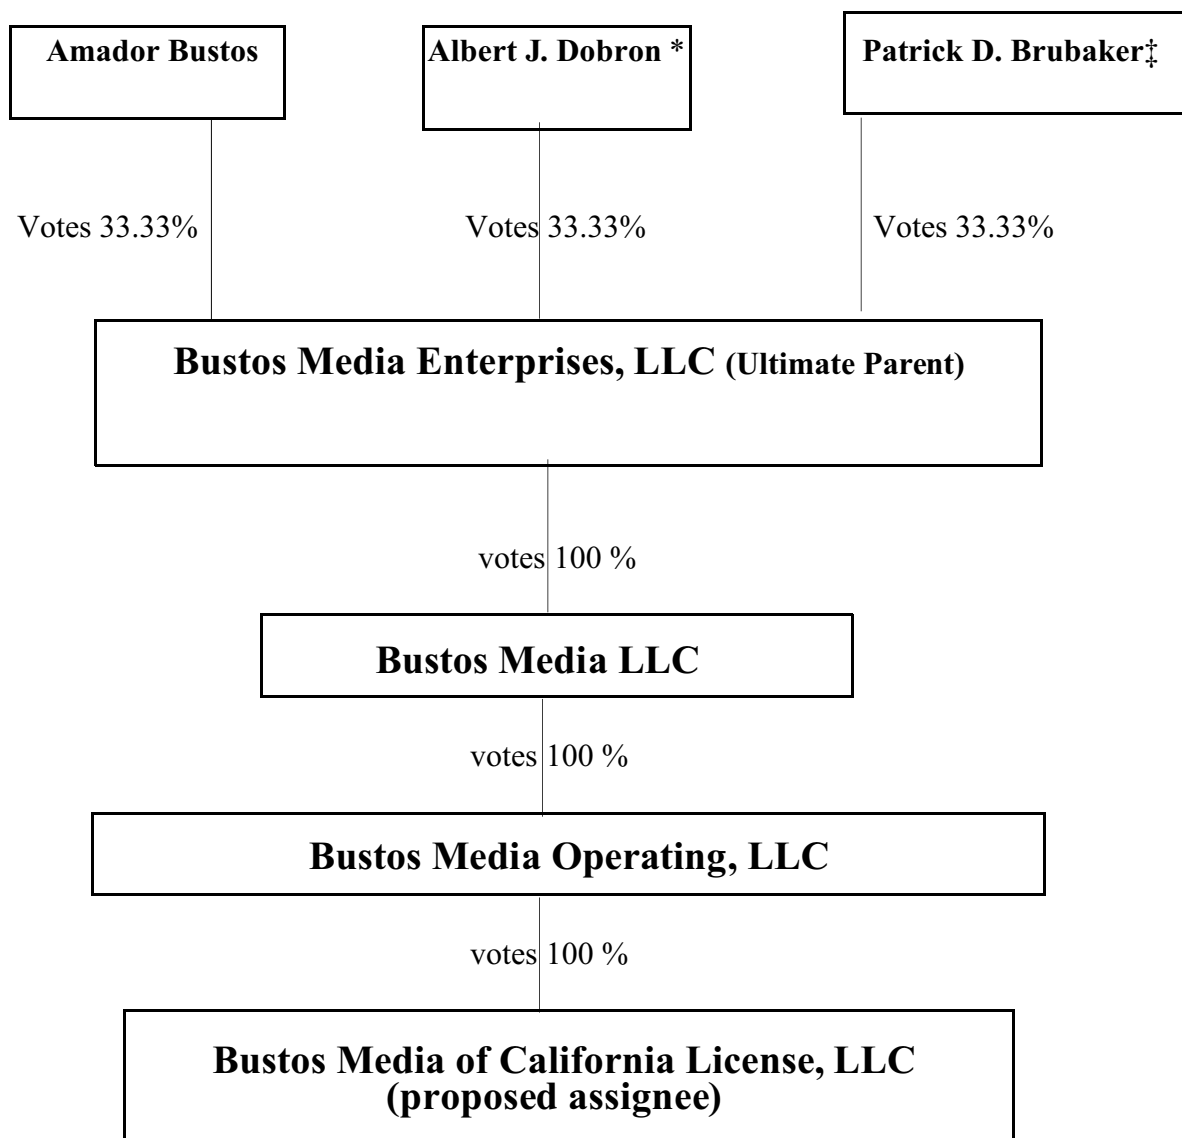 Amador Bustos
Albert J. Dobron *
Patrick D. Brubaker‡
Votes 33.33%
Votes 33.33%
Votes 33.33%
Bustos Media Enterprises, LLC (Ultimate Parent)
votes 100 %
Bustos Media LLC
votes 100 %
Bustos Media Operating, LLC
votes 100 %
Bustos Media of California License, LLC
(proposed assignee)